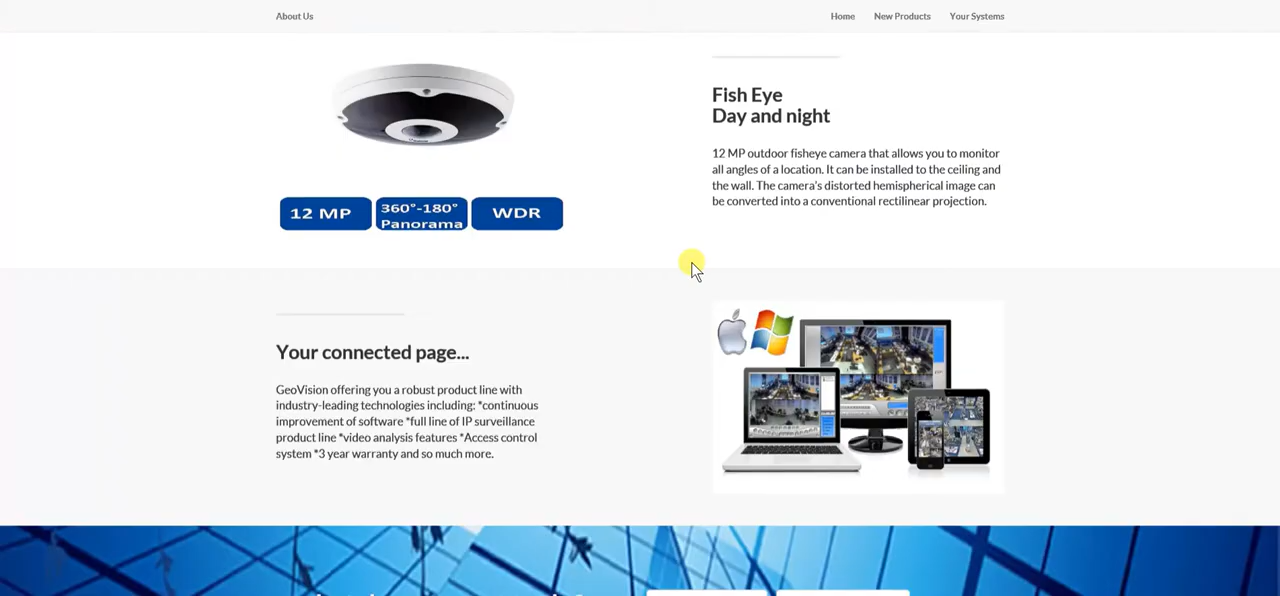 About Us
Home
New Products
Your Systems
Fish Eye
Day and night
12 MP outdoor fisheye camera that allows you to monitor
all angles of a location. It can be installed to the ceiling and
the wall. The camera's distorted hemispherical image can
be converted into a conventional rectilinear projection.
12 MP
360°-180°
Panorama
WDR
Your connected page...
GeoVision offering you a robust product line with
industry-leading technologies including: *continuous
improvement of software *full line of IP surveillance
product line *video analysis features *Access control
system *3 year warranty and so much more.